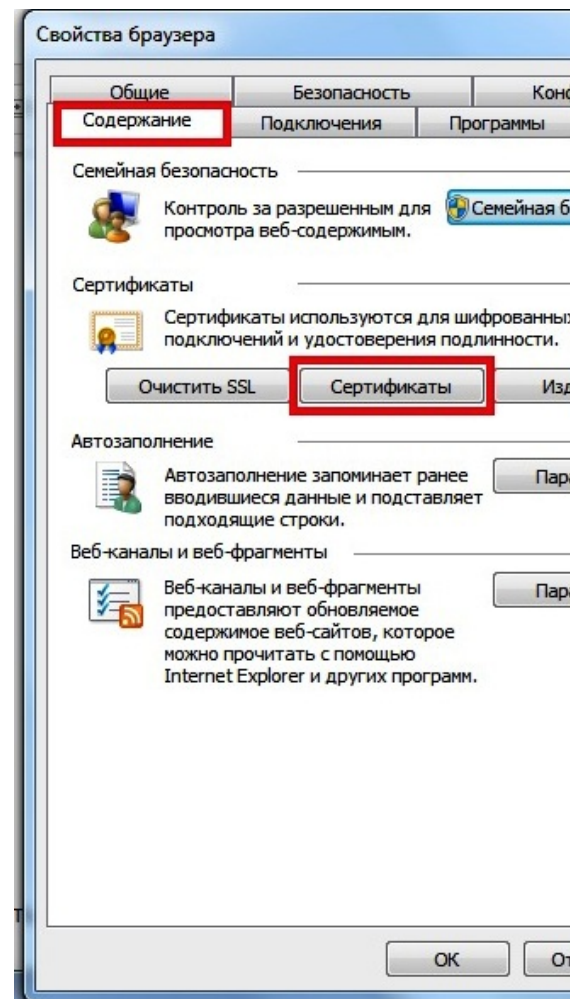 Свойства браузера
Общие Безопасность
Содержание Подключения Программы
Семейная безопасность
Контроль за разрешенным для Семейная
просмотра веб-содержимым.
Сертификаты
Сертификаты используются для шифрованных
подключений и удостоверения подлинности.
Очистить SSL Сертификаты
Автозаполнение
Автозаполнение запоминает ранее
вводившиеся данные и подставляет
подходящие строки.
Веб-каналы и веб-фрагменты
Веб-каналы и веб-фрагменты
предоставляют обновляемое
содержимое веб-сайтов, которое
можно прочитать с помощью
Internet Explorer и других программ.
ОК